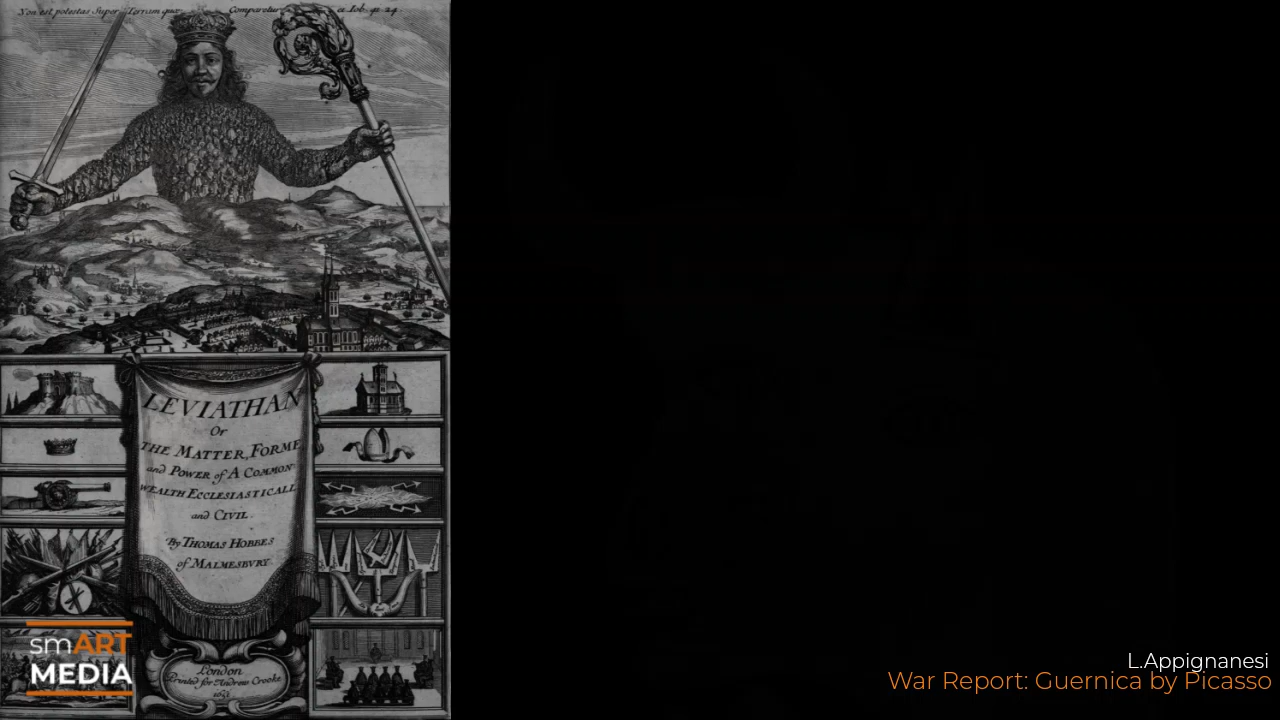 Non est potestas Super Terram quae Comparetur ei Iob. 41. 24
LEVIATHAN
Or
THE MATTER, FORME
and POWER of A COMMON-
WEALTH ECCLESIASTICALL
and CIVIL.
By THOMAS HOBBES
of MALMESBVRY.
London
Printed for Andrew Crooke
1651
smART
MEDIA
L.Appignanesi
War Report: Guernica by Picasso